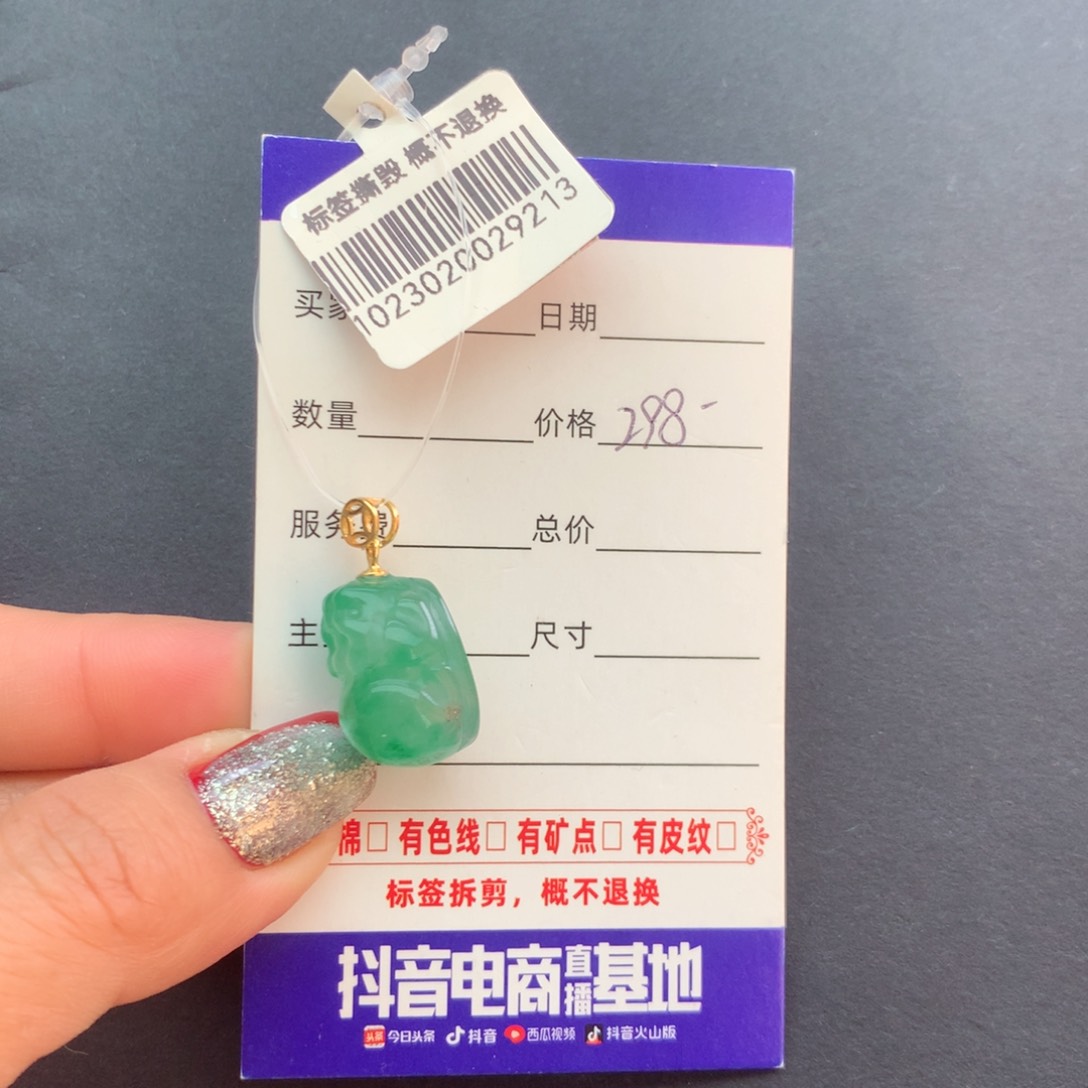 标签撕毁 概不退换
1023020029213
买家 日期
数量 价格 298-
服务费 总价
主 尺寸
棉□ 有色线□ 有矿点□ 有皮纹□
标签拆剪，概不退换
抖音电商直播基地
头条 今日头条 抖音 西瓜视频 抖音火山版